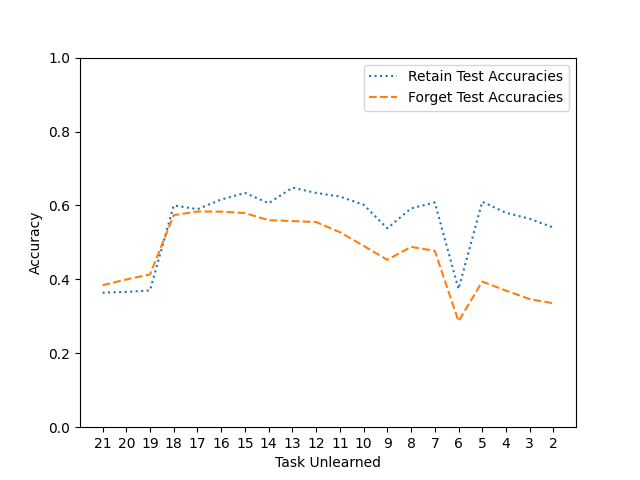 1.0
0.8
0.6
0.4
0.2
0.0
Accuracy
Retain Test Accuracies
Forget Test Accuracies
21 20 19 18 17 16 15 14 13 12 11 10 9 8 7 6 5 4 3 2
Task Unlearned